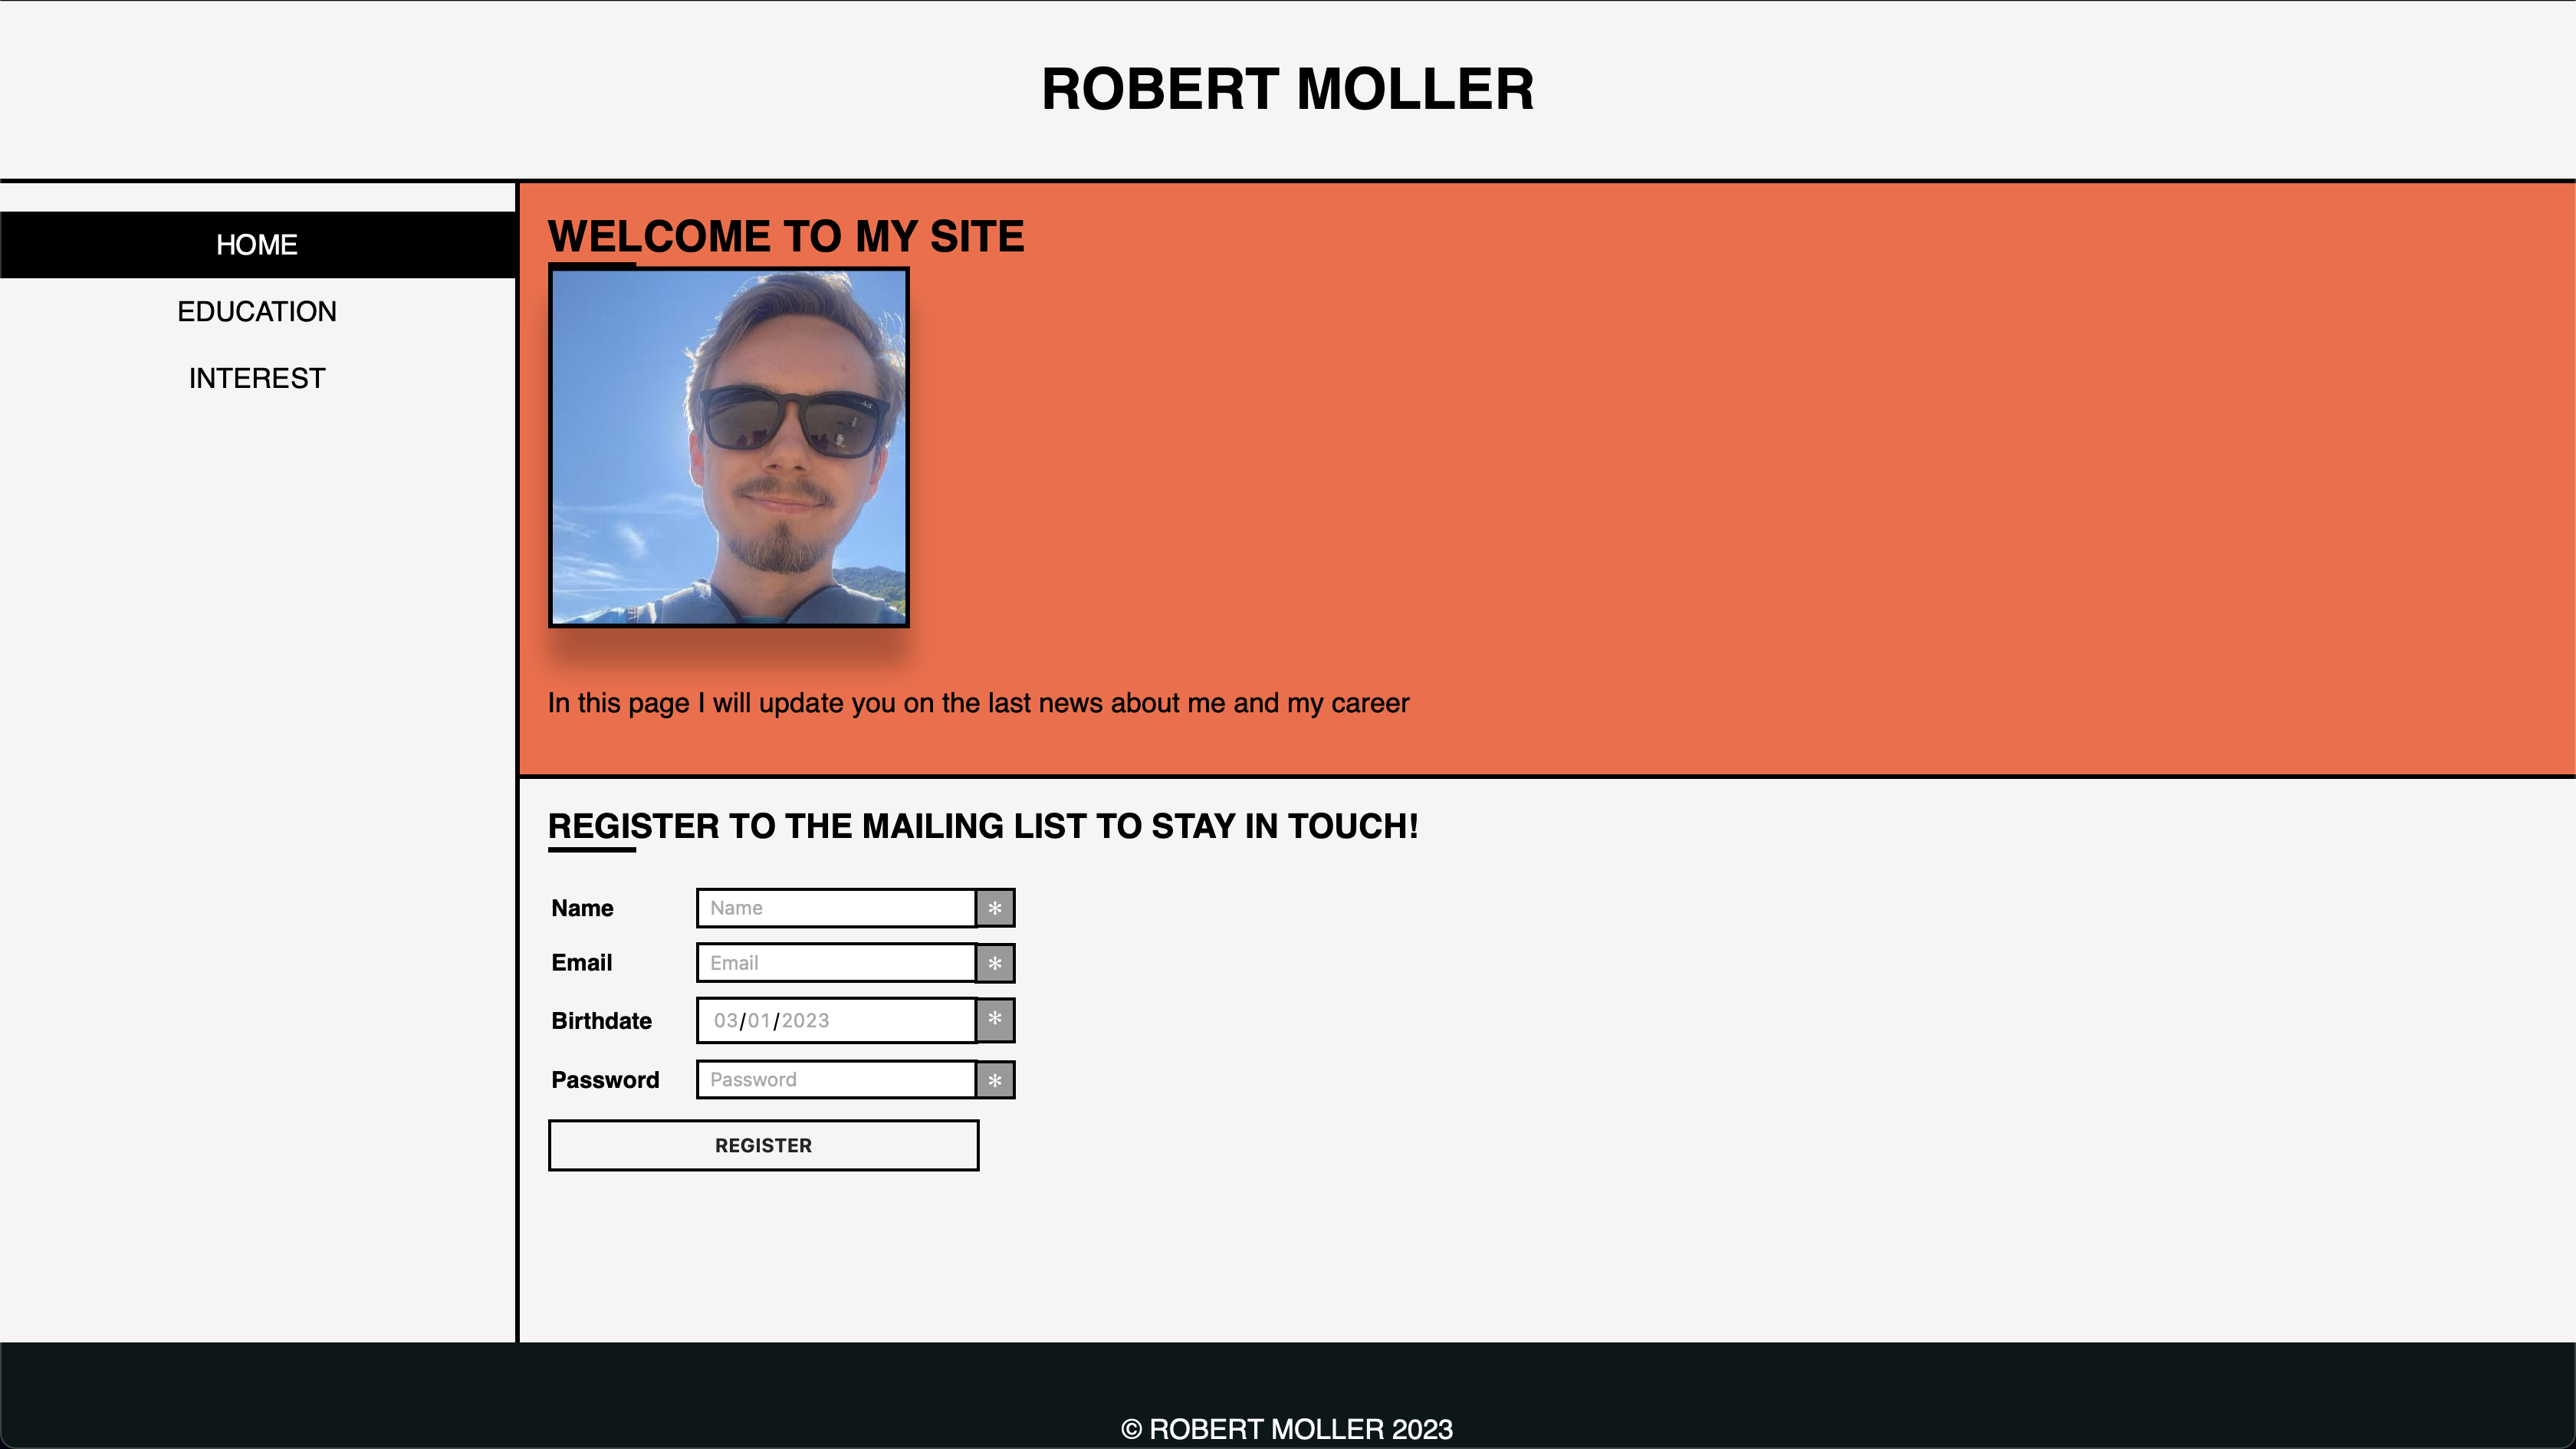 ROBERT MOLLER
HOME
EDUCATION
INTEREST
WELCOME TO MY SITE
In this page I will update you on the last news about me and my career
REGISTER TO THE MAILING LIST TO STAY IN TOUCH!
Name Name *
Email Email *
Birthdate 03/01/2023 *
Password Password *
REGISTER
© ROBERT MOLLER 2023